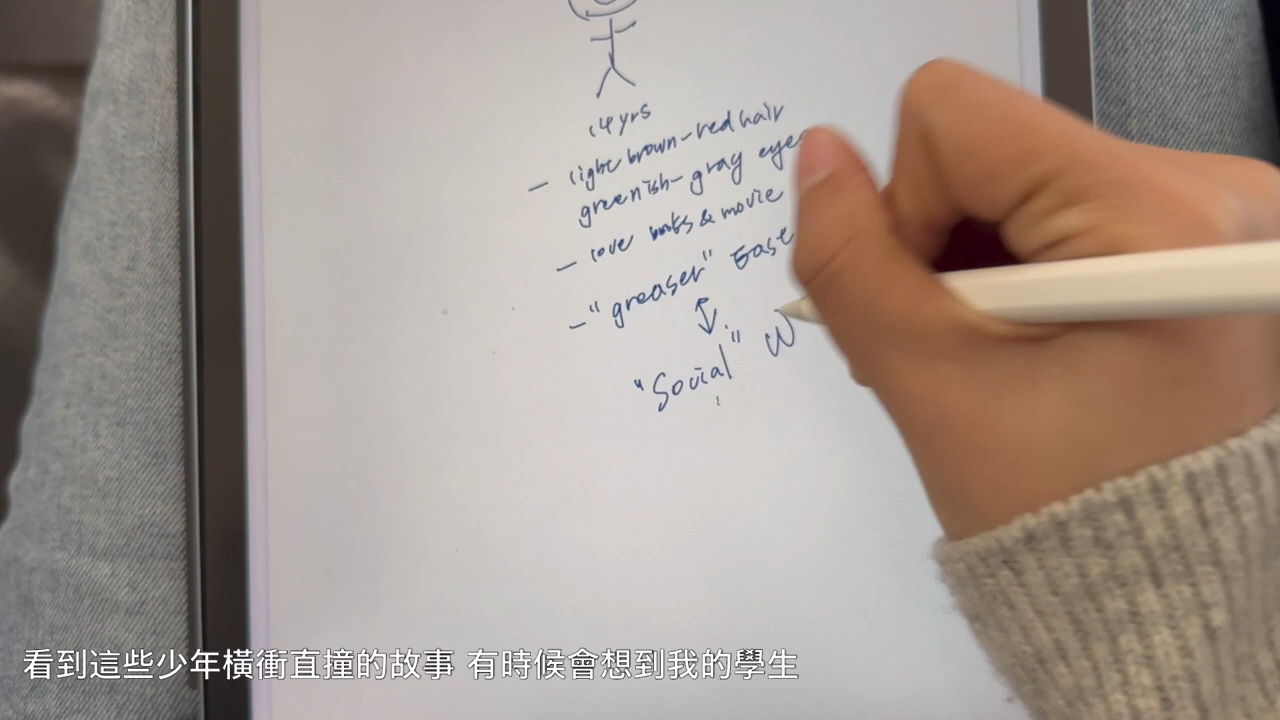 14 yrs
- light brown-red hair
greenish-gray eye
- love books & movie
- "greaser" East
"Social" W
看到這些少年橫衝直撞的故事 有時候會想到我的學生